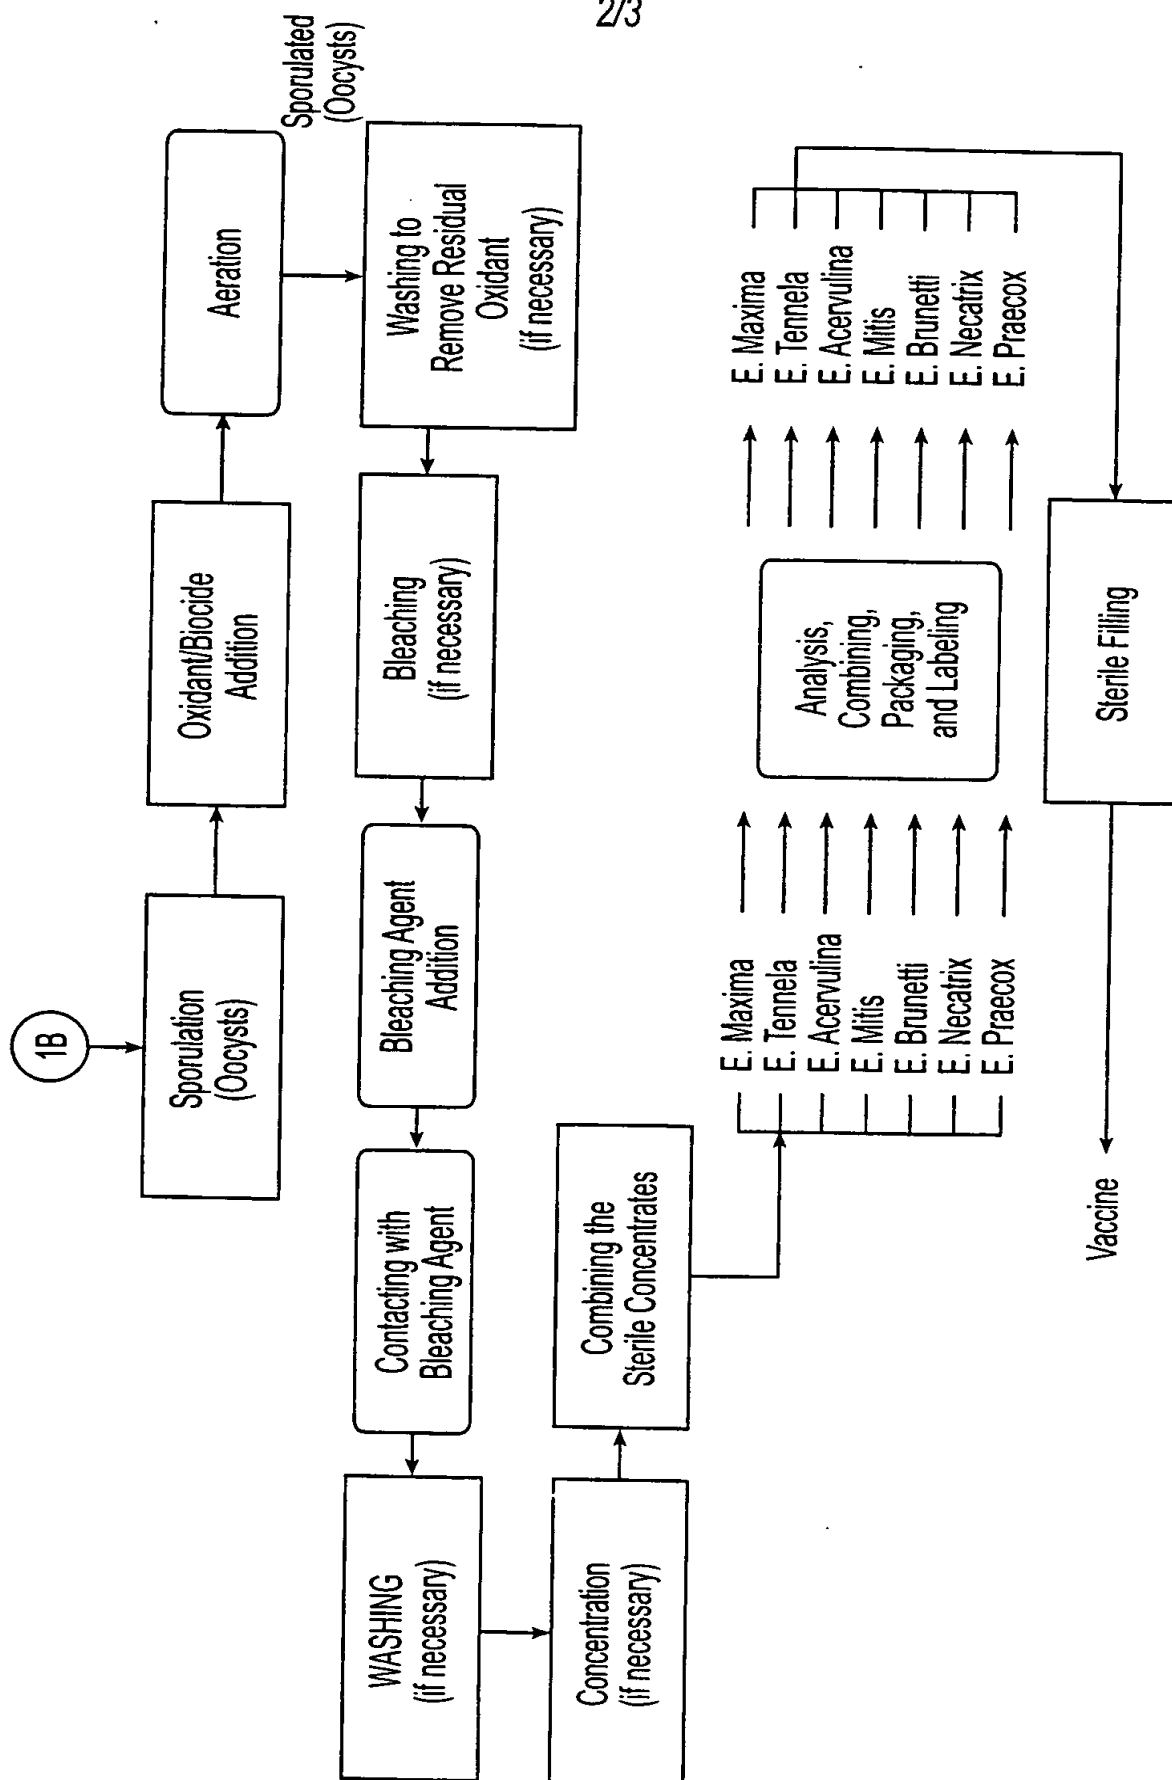 2/3
1B
Sporulation
(Oocysts)
Oxidant/Biocide
Addition
Aeration
Sporulated
(Oocysts)
Washing to
Remove Residual
Oxidant
(if necessary)
Bleaching
(if necessary)
Bleaching Agent
Addition
Contacting with
Bleaching Agent
WASHING
(if necessary)
Concentration
(if necessary)
Combining the
Sterile Concentrates
E. Maxima
E. Tennela
E. Acervulina
E. Mitis
E. Brunetti
E. Necatrix
E. Praecox
Analysis,
Combining,
Packaging,
and Labeling
E. Maxima
E. Tennela
E. Acervulina
E. Mitis
E. Brunetti
E. Necatrix
E. Praecox
Sterile Filling
Vaccine